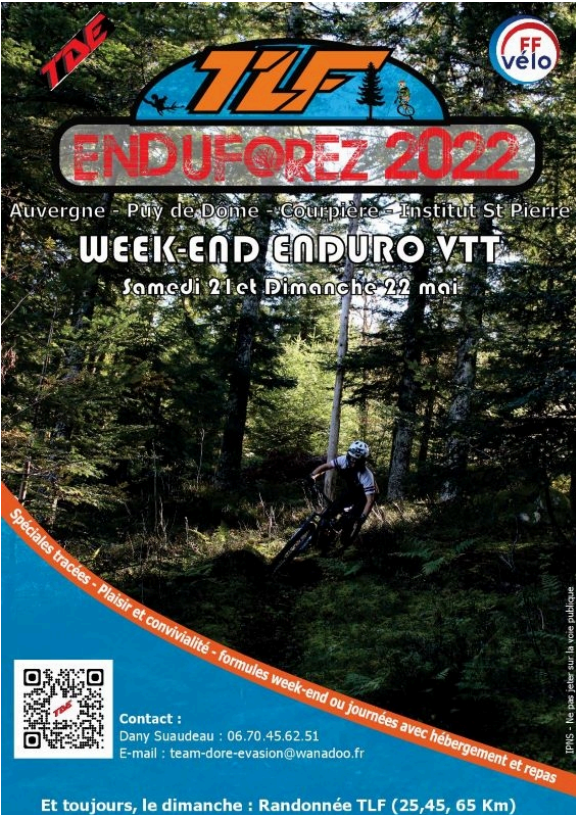 TDE
FF
vélo
TLF
ENDUFOREZ 2022
Auvergne - Puy de Dome - Courpière - Institut St Pierre
WEEK-END ENDURO VTT
Samedi 21 et Dimanche 22 mai
Spéciales tracées - Plaisir et convivialité - formules week-end ou journées avec hébergement et repas
IPNS - Ne pas jeter sur la voie publique
TDE
Contact :
Dany Suaudeau : 06.70.45.62.51
E-mail : team-dore-evasion@wanadoo.fr
Et toujours, le dimanche : Randonnée TLF (25,45, 65 Km)